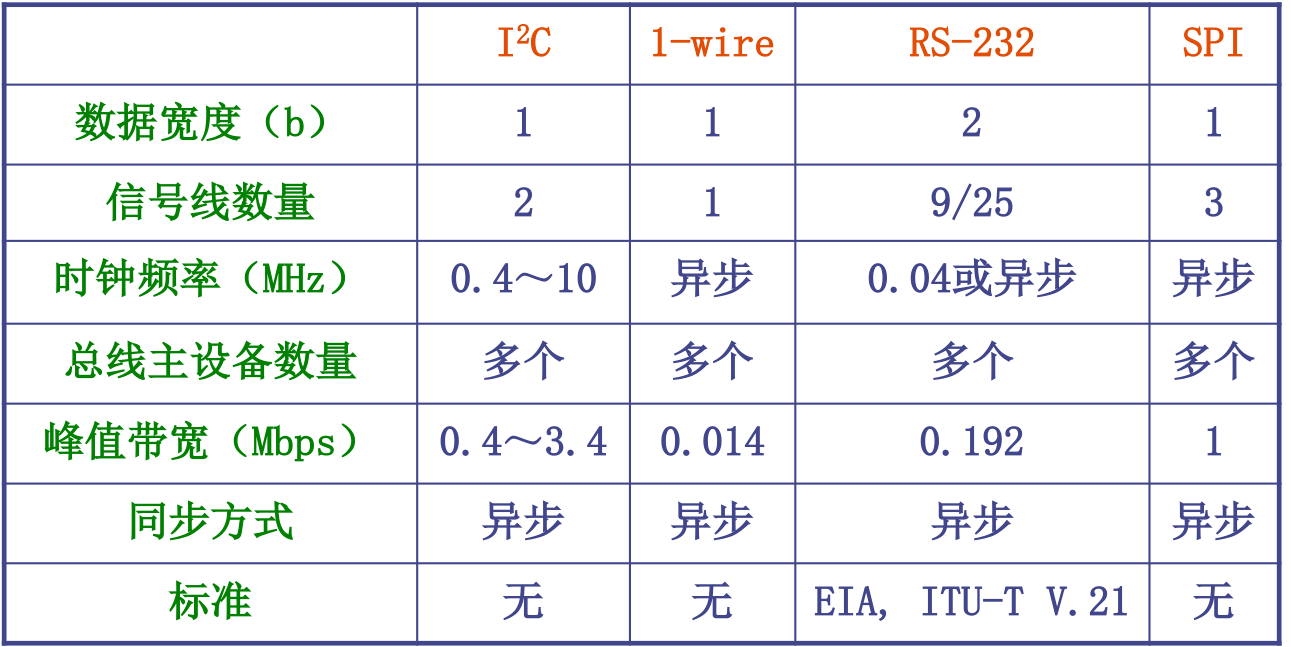 I²C 1-wire RS-232 SPI
数据宽度（b） 1 1 2 1
信号线数量 2 1 9/25 3
时钟频率（MHz） 0.4～10 异步 0.04或异步 异步
总线主设备数量 多个 多个 多个 多个
峰值带宽（Mbps） 0.4～3.4 0.014 0.192 1
同步方式 异步 异步 异步 异步
标准 无 无 EIA, ITU-T V.21 无